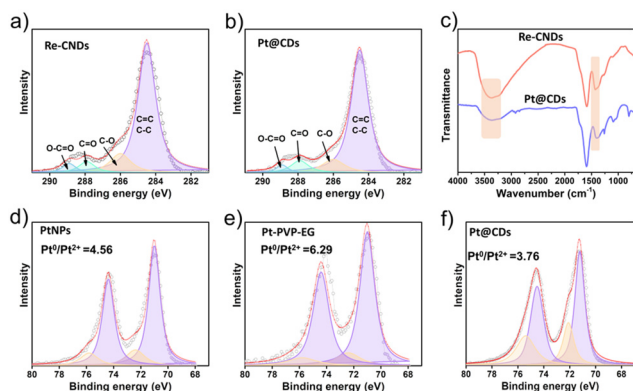 a)
Re-CNDs
Intensity
O-C=O
C=O
C-O
C=C
C-C
290 288 286 284 282
Binding energy (eV)
b)
Pt@CDs
Intensity
O-C=O
C=O
C-O
C=C
C-C
290 288 286 284 282
Binding energy (eV)
c)
Re-CNDs
Pt@CDs
Transmittance
4000 3500 3000 2500 2000 1500 1000
Wavenumber (cm⁻¹)
d)
PtNPs
Pt⁰/Pt²⁺=4.56
Intensity
80 78 76 74 72 70 68
Binding Energy (eV)
e)
Pt-PVP-EG
Pt⁰/Pt²⁺=6.29
Intensity
80 78 76 74 72 70 68
Binding Energy (eV)
f)
Pt@CDs
Pt⁰/Pt²⁺=3.76
Intensity
80 78 76 74 72 70 68
Binding Energy (eV)